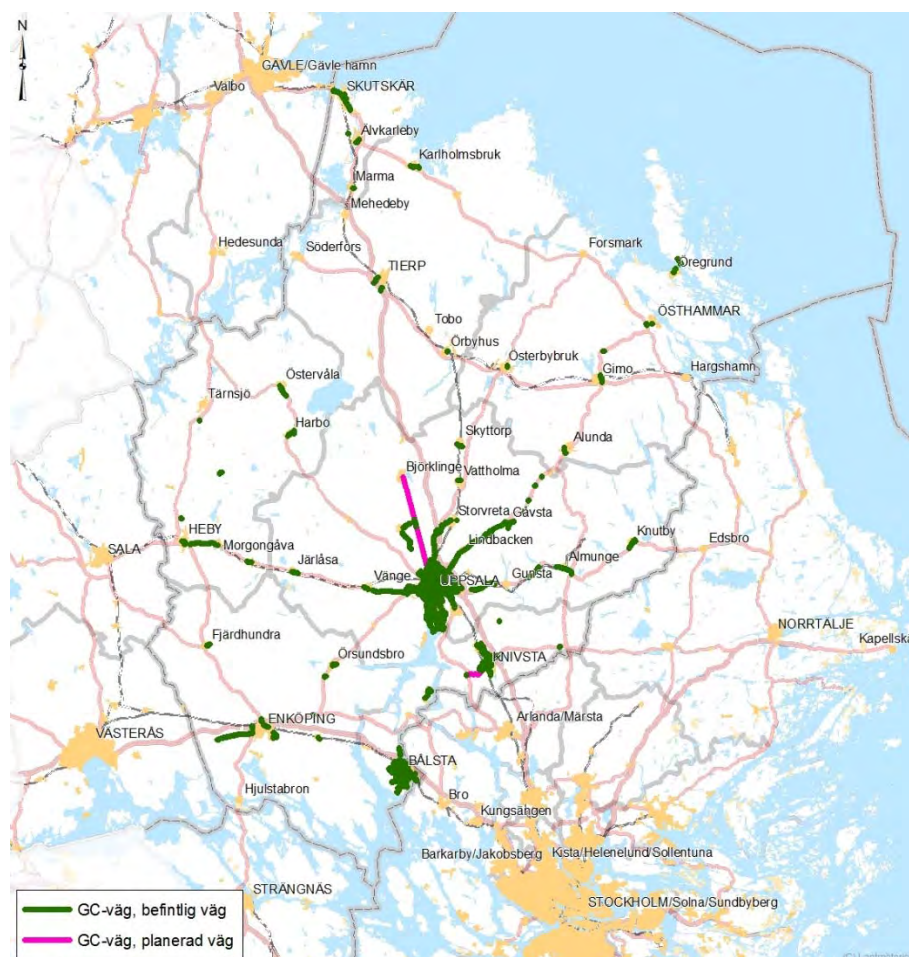 N
GÄVLE/Gävle hamn
Valbo
SKUTSKÄR
Älvkarleby
Karlholmsbruk
Marma
Mehedeby
Hedesunda
Söderfors
Forsmark
Öregrund
TIERP
ÖSTHAMMAR
Tobo
Örbyhus
Österbybruk
Gimo
Hargshamn
Östervåla
Tärnsjö
Harbo
Skyttorp
Alunda
Björklinge
Vattholma
Storvreta
Gåvsta
HEBY
Lindbacken
Knutby
SALA
Morgongåva
Edsbro
Järlåsa
Vänge
UPPSALA
Gunsta
Almunge
Fjärdhundra
NORRTÄLJE
Örsundsbro
KNIVSTA
Kapellskä
ENKÖPING
Arlanda/Märsta
VÄSTERÅS
BÅLSTA
Hjulstabron
Bro
Kungsängen
Barkarby/Jakobsberg
Kista/Helenelund/Sollentuna
STRÄNGNÄS
STOCKHOLM/Solna/Sundbyberg
GC-väg, befintlig väg
GC-väg, planerad väg